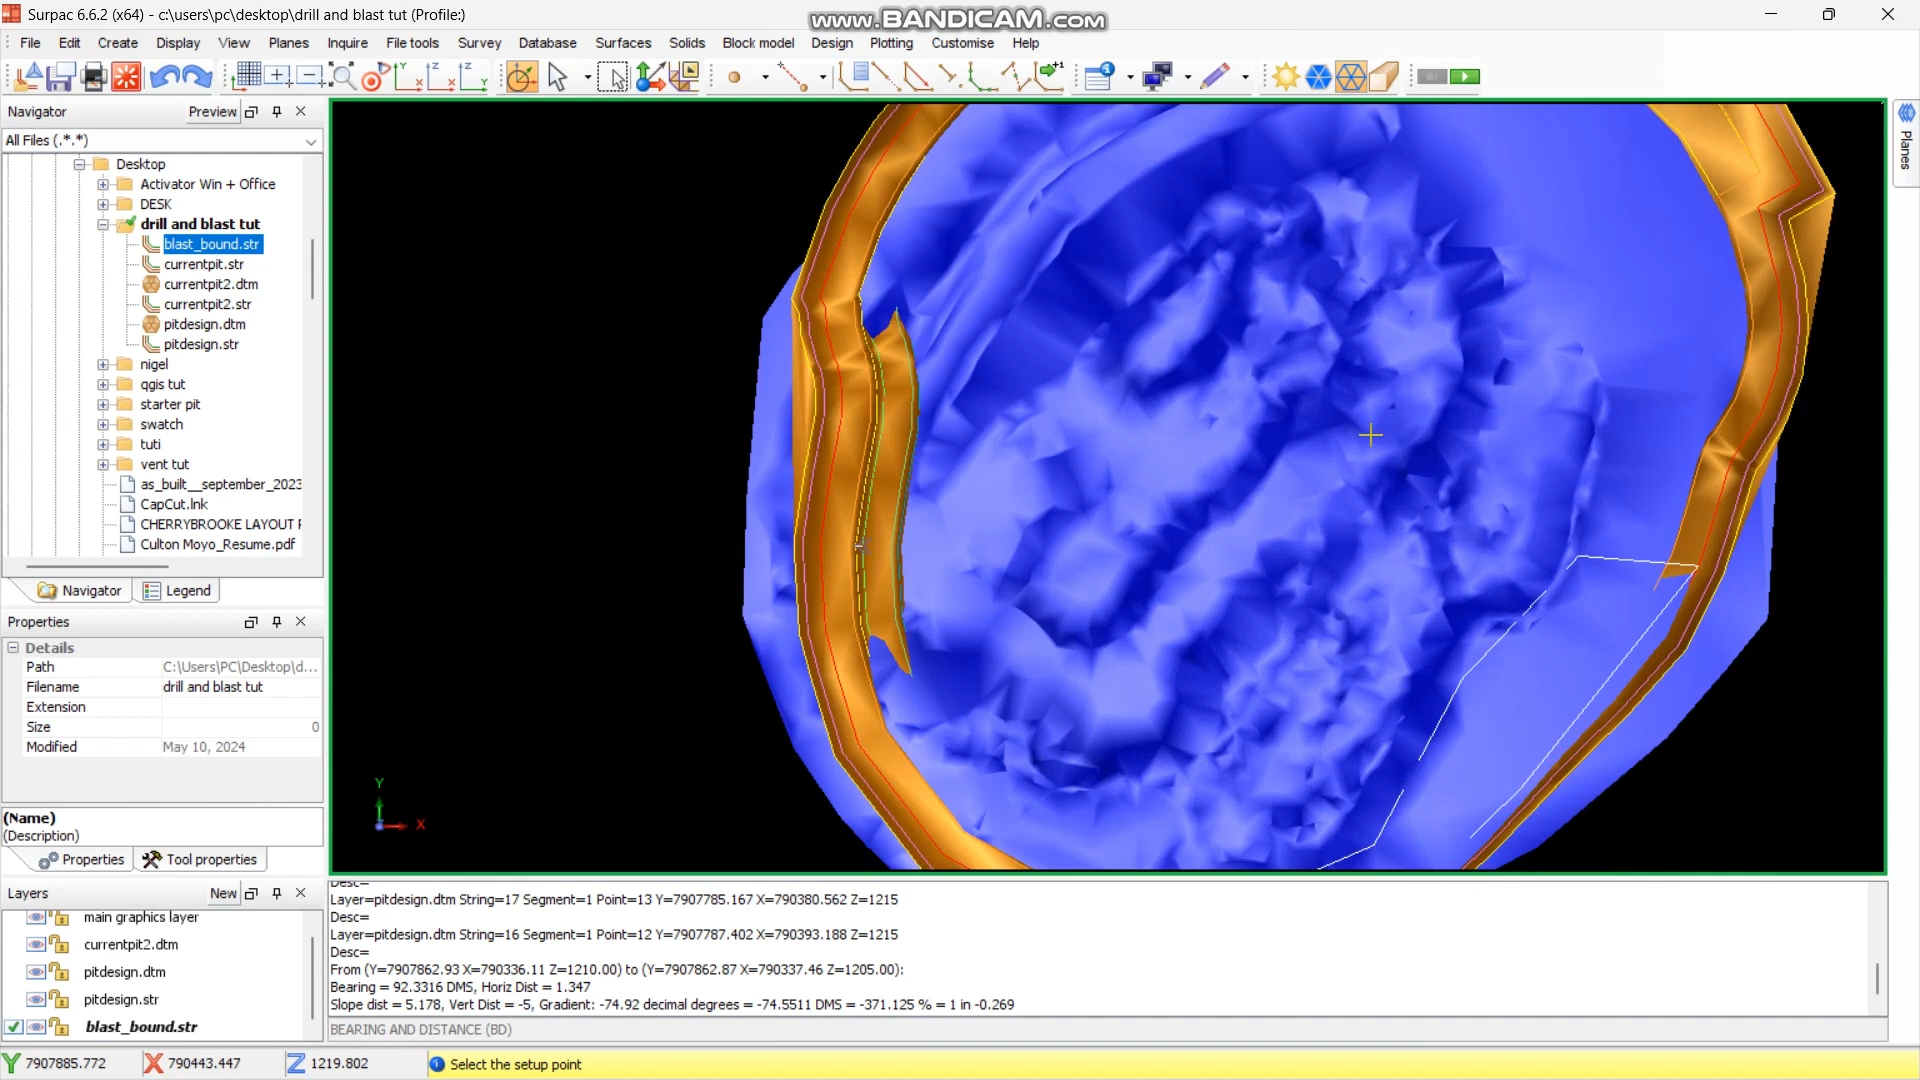 Surpac 6.6.2 (x64) - c:\users\pc\desktop\drill and blast tut (Profile:)
www.BANDICAM.com
File Edit Create Display View Planes Inquire File tools Survey Database Surfaces Solids Block model Design Plotting Customise Help
Navigator Preview
All Files (.*.*)
Desktop
Activator Win + Office
DESK
drill and blast tut
blast_bound.str
currentpit.str
currentpit2.dtm
currentpit2.str
pitdesign.dtm
pitdesign.str
nigel
qgis tut
starter pit
swatch
tuti
vent tut
as_built__september_2023
CapCut.lnk
CHERRYBROOKE LAYOUT F
Culton Moyo_Resume.pdf
Navigator Legend
Properties
Details
Path C:\Users\PC\Desktop\d...
Filename drill and blast tut
Extension
Size 0
Modified May 10, 2024
(Name)
(Description)
Properties Tool properties
Layers New
main graphics layer
currentpit2.dtm
pitdesign.dtm
pitdesign.str
blast_bound.str
Planes
Y
X
Desc=
Layer=pitdesign.dtm String=17 Segment=1 Point=13 Y=7907785.167 X=790380.562 Z=1215
Desc=
Layer=pitdesign.dtm String=16 Segment=1 Point=12 Y=7907787.402 X=790393.188 Z=1215
Desc=
From (Y=7907862.93 X=790336.11 Z=1210.00) to (Y=7907862.87 X=790337.46 Z=1205.00):
Bearing = 92.3316 DMS, Horiz Dist = 1.347
Slope dist = 5.178, Vert Dist = -5, Gradient: -74.92 decimal degrees = -74.5511 DMS = -371.125 % = 1 in -0.269
BEARING AND DISTANCE (BD)
Y 7907885.772 X 790443.447 Z 1219.802 Select the setup point